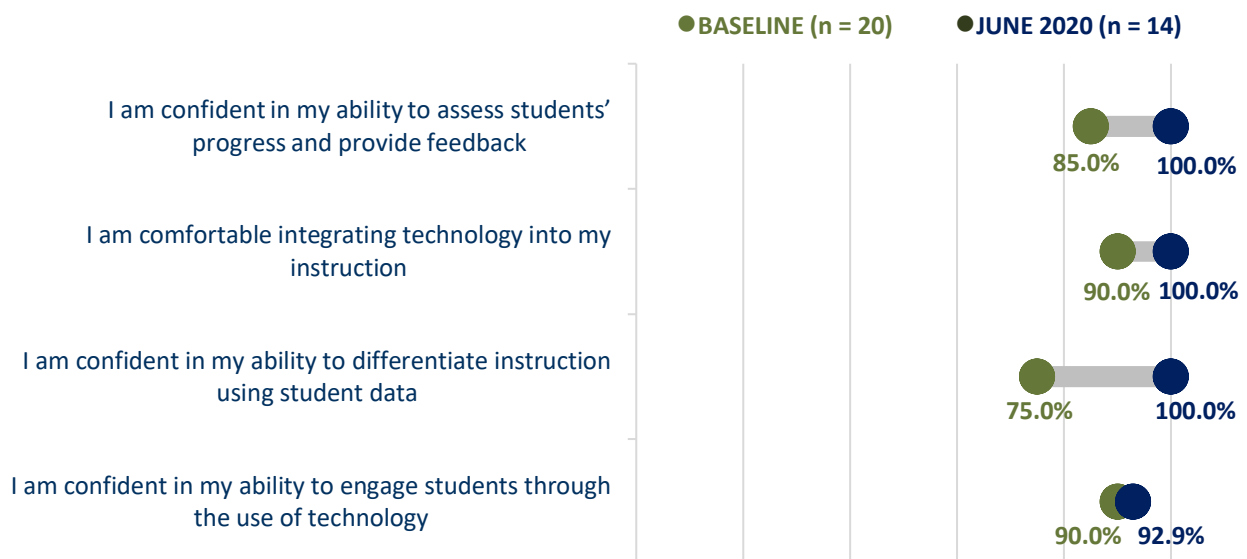 BASELINE (n = 20) JUNE 2020 (n = 14)
I am confident in my ability to assess students’
progress and provide feedback
85.0% 100.0%
I am comfortable integrating technology into my
instruction
90.0% 100.0%
I am confident in my ability to differentiate instruction
using student data
75.0% 100.0%
I am confident in my ability to engage students through
the use of technology
90.0% 92.9%